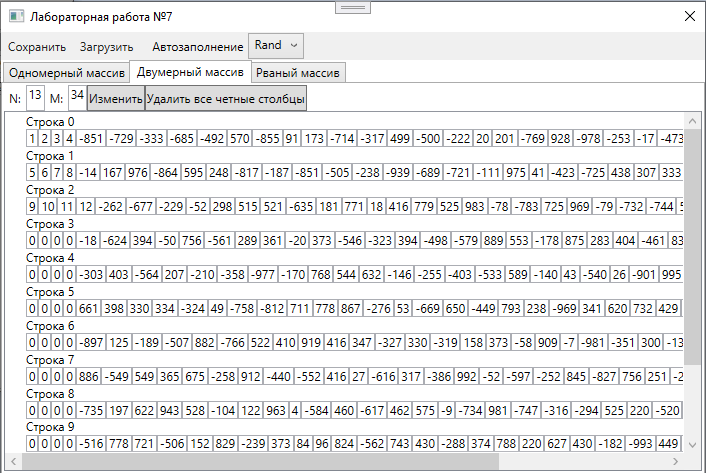 Лабораторная работа №7
Сохранить Загрузить Автозаполнение Rand
Одномерный массив Двумерный массив Рваный массив
N: 13 M: 34 Изменить Удалить все четные столбцы
Строка 0
1 2 3 4 -851 -729 -333 -685 -492 570 -855 91 173 -714 -317 499 -500 -222 20 201 -769 928 -978 -253 -17 -473
Строка 1
5 6 7 8 -14 167 976 -864 595 248 -817 -187 -851 -505 -238 -939 -689 -721 -111 975 41 -423 -725 438 307 333
Строка 2
9 10 11 12 -262 -677 -229 -52 298 515 521 -635 181 771 18 416 779 525 983 -78 -783 725 969 -79 -732 -744
Строка 3
0 0 0 0 -18 -624 394 -50 756 -561 289 361 -20 373 -546 -323 394 -498 -579 889 553 -178 875 283 404 -461 83
Строка 4
0 0 0 0 -303 403 -564 207 -210 -358 -977 -170 768 544 632 -146 -255 -403 -533 589 -140 43 -540 26 -901 995
Строка 5
0 0 0 0 661 398 330 334 -324 49 -758 -812 711 778 867 -276 53 -669 650 -449 793 238 -969 341 620 732 429
Строка 6
0 0 0 0 -897 125 -189 -507 882 -766 522 410 919 416 347 -327 330 -319 158 373 -58 909 -7 -981 -351 300 -13
Строка 7
0 0 0 0 886 -549 549 365 675 -258 912 -440 -552 416 27 -616 317 -386 992 -52 -597 -252 845 -827 756 251 -2
Строка 8
0 0 0 0 -735 197 622 943 528 -104 122 963 4 -584 460 -617 462 575 -9 -734 981 -747 -316 -294 525 220 -520
Строка 9
0 0 0 0 -516 778 721 -506 152 829 -239 373 84 96 824 -562 743 430 -288 374 788 220 627 430 -182 -993 449